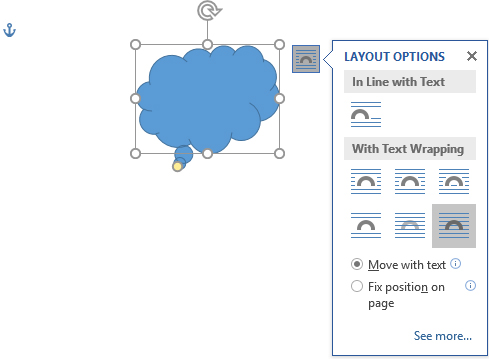 LAYOUT OPTIONS
In Line with Text
With Text Wrapping
Move with text
Fix position on
page
See more...